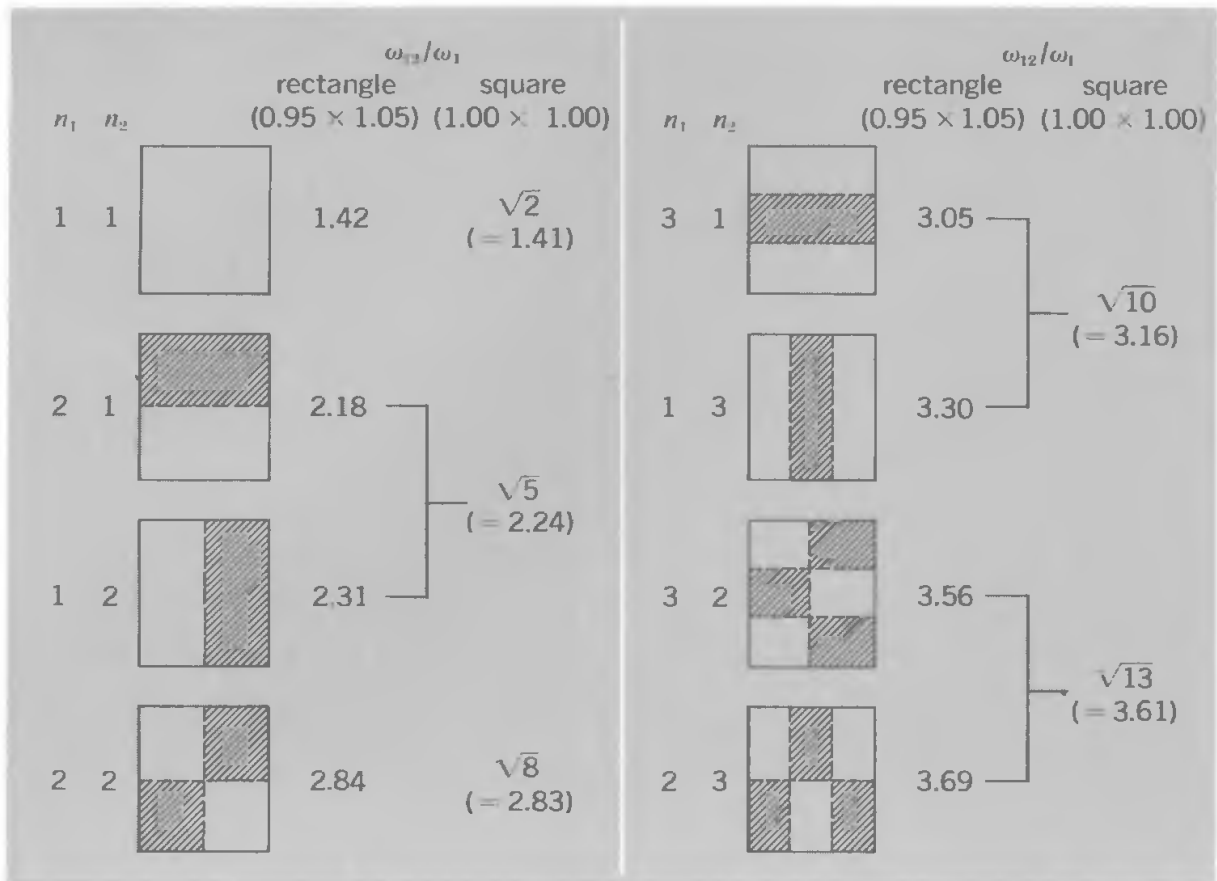 ω₁₂/ω₁
rectangle square
n₁ n₂ (0.95 × 1.05) (1.00 × 1.00)
1 1 1.42 √2
(= 1.41)
2 1 2.18
√5
(= 2.24)
1 2 2.31
2 2 2.84 √8
(= 2.83)
ω₁₂/ω₁
rectangle square
n₁ n₂ (0.95 × 1.05) (1.00 × 1.00)
3 1 3.05
√10
(= 3.16)
1 3 3.30
3 2 3.56
√13
(= 3.61)
2 3 3.69